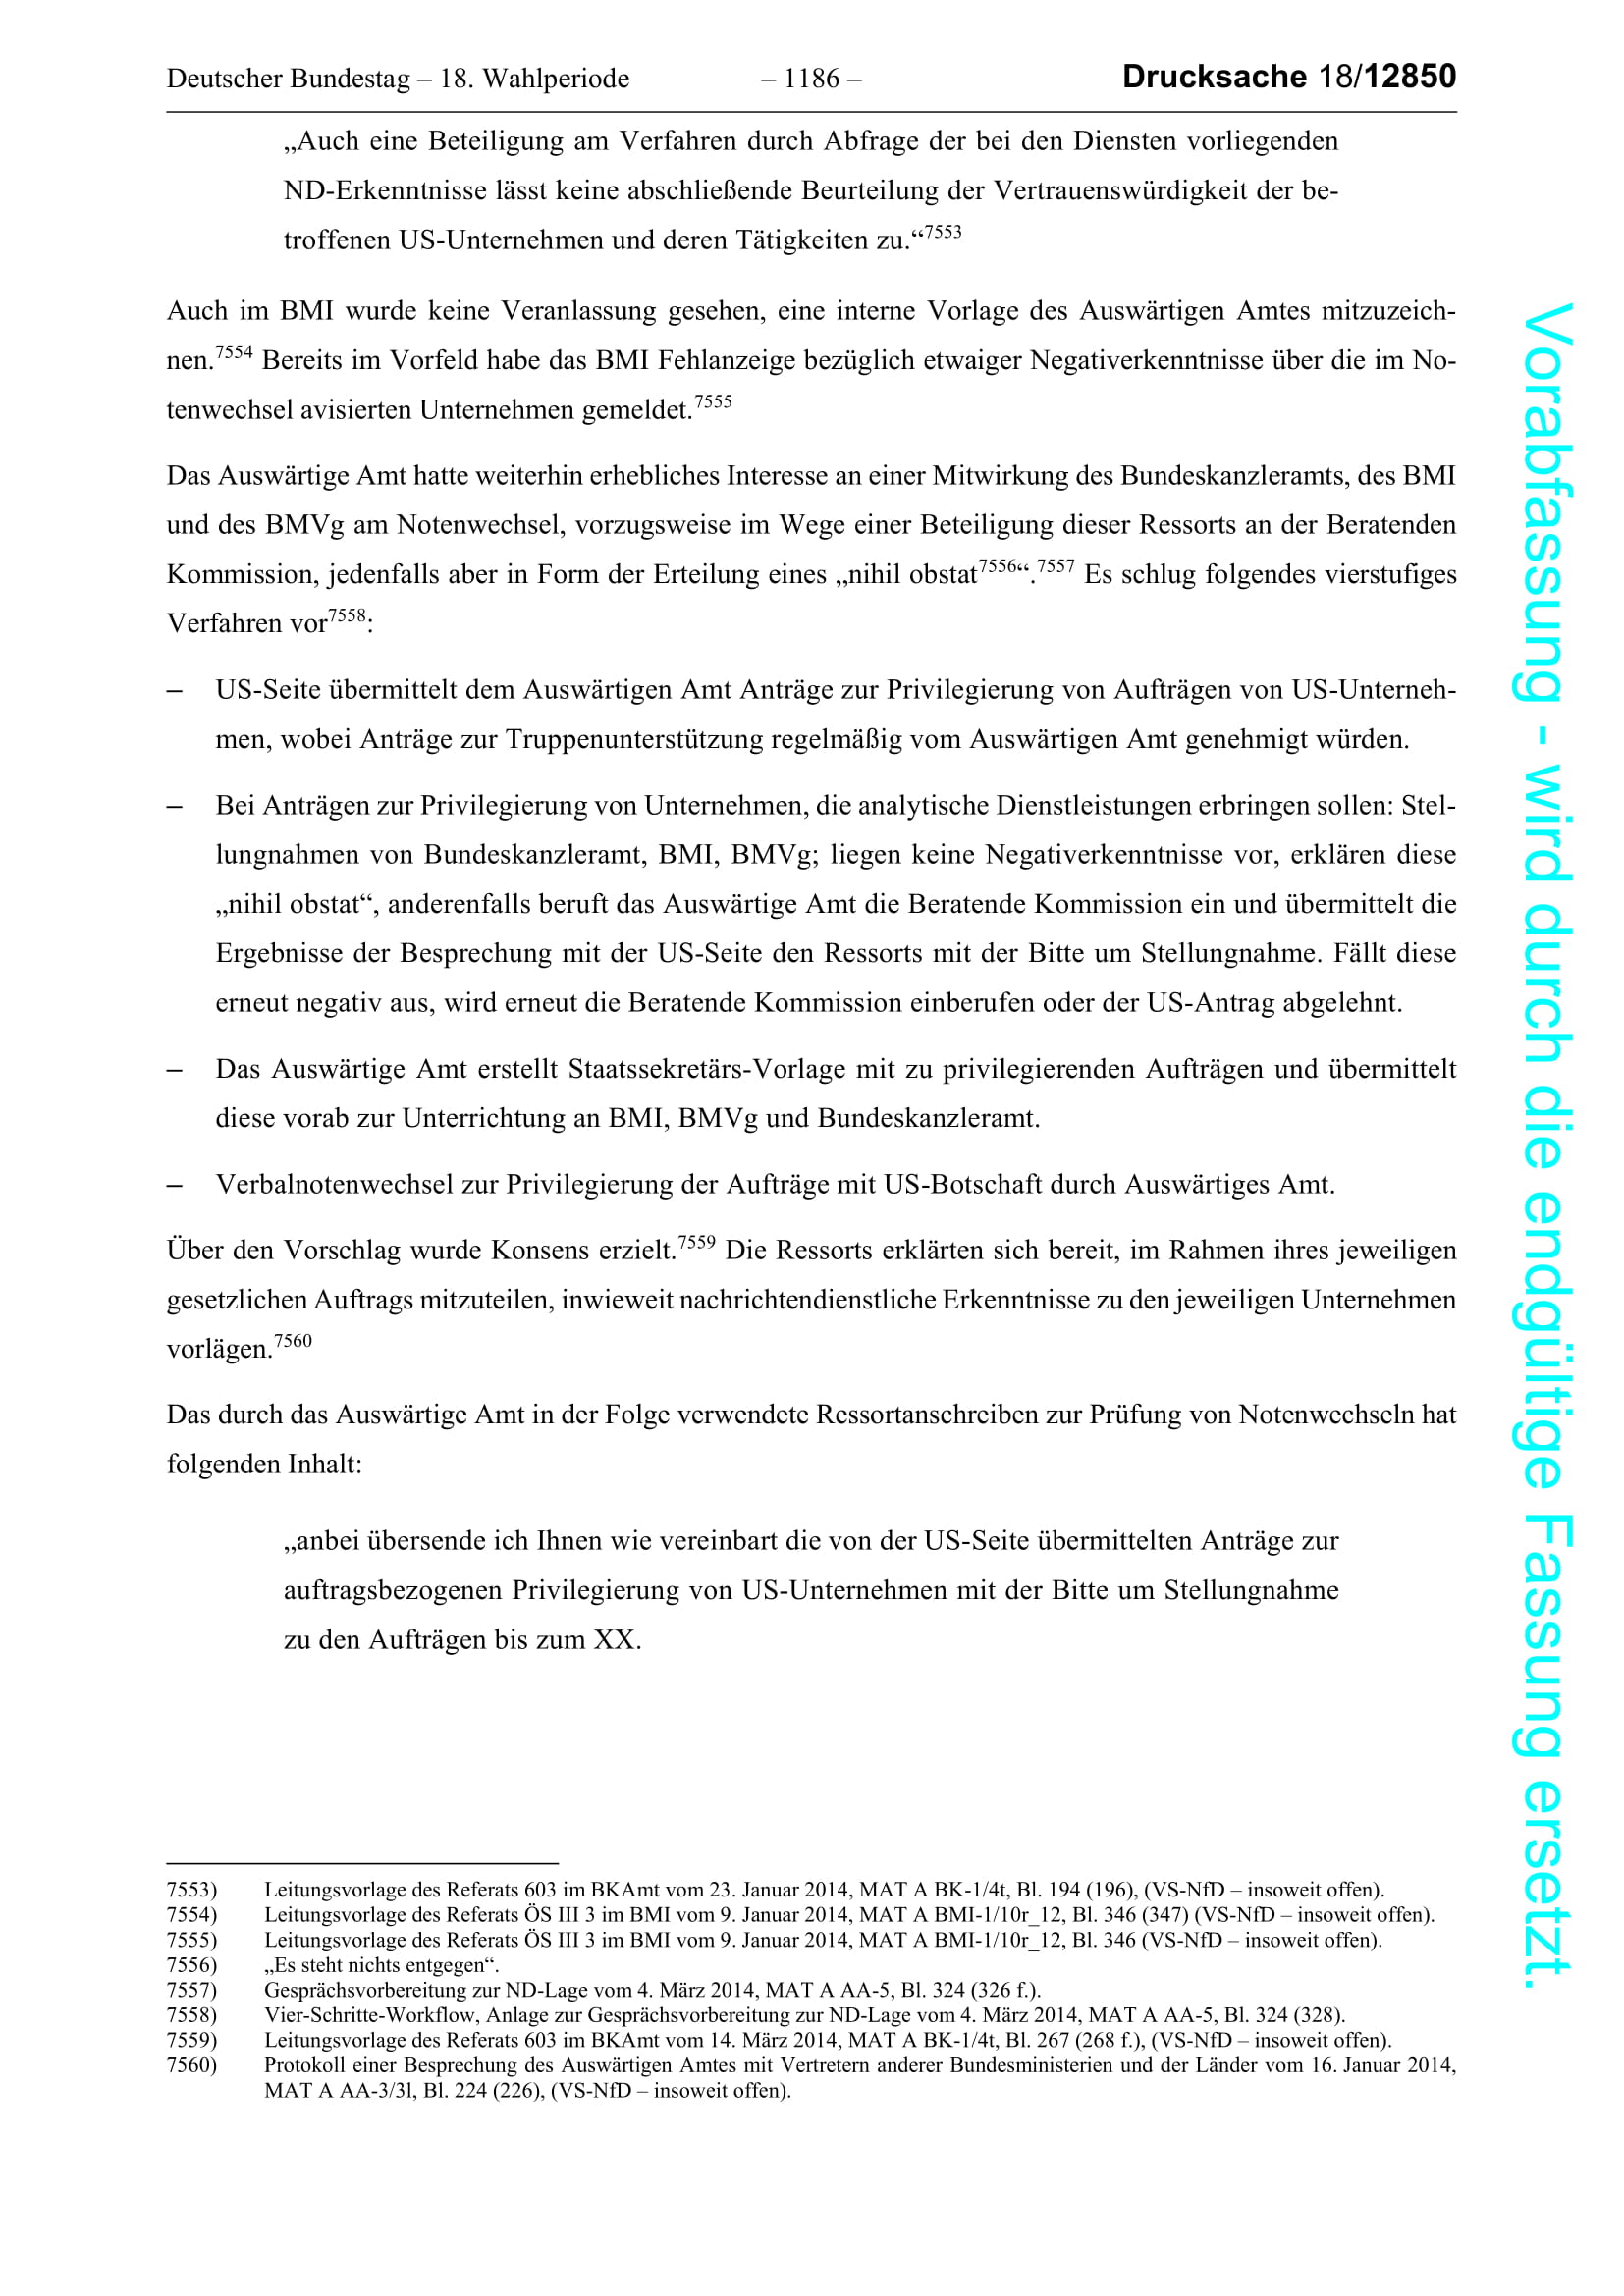 Deutscher Bundestag – 18. Wahlperiode – 1186 – Drucksache 18/12850
„Auch eine Beteiligung am Verfahren durch Abfrage der bei den Diensten vorliegenden
ND-Erkenntnisse lässt keine abschließende Beurteilung der Vertrauenswürdigkeit der be-
troffenen US-Unternehmen und deren Tätigkeiten zu.“7553
Auch im BMI wurde keine Veranlassung gesehen, eine interne Vorlage des Auswärtigen Amtes mitzuzeich-
nen.7554 Bereits im Vorfeld habe das BMI Fehlanzeige bezüglich etwaiger Negativerkenntnisse über die im No-
tenwechsel avisierten Unternehmen gemeldet.7555
Das Auswärtige Amt hatte weiterhin erhebliches Interesse an einer Mitwirkung des Bundeskanzleramts, des BMI
und des BMVg am Notenwechsel, vorzugsweise im Wege einer Beteiligung dieser Ressorts an der Beratenden
Kommission, jedenfalls aber in Form der Erteilung eines „nihil obstat7556“.7557 Es schlug folgendes vierstufiges
Verfahren vor7558:
– US-Seite übermittelt dem Auswärtigen Amt Anträge zur Privilegierung von Aufträgen von US-Unterneh-
men, wobei Anträge zur Truppenunterstützung regelmäßig vom Auswärtigen Amt genehmigt würden.
– Bei Anträgen zur Privilegierung von Unternehmen, die analytische Dienstleistungen erbringen sollen: Stel-
lungnahmen von Bundeskanzleramt, BMI, BMVg; liegen keine Negativerkenntnisse vor, erklären diese
„nihil obstat“, anderenfalls beruft das Auswärtige Amt die Beratende Kommission ein und übermittelt die
Ergebnisse der Besprechung mit der US-Seite den Ressorts mit der Bitte um Stellungnahme. Fällt diese
erneut negativ aus, wird erneut die Beratende Kommission einberufen oder der US-Antrag abgelehnt.
– Das Auswärtige Amt erstellt Staatssekretärs-Vorlage mit zu privilegierenden Aufträgen und übermittelt
diese vorab zur Unterrichtung an BMI, BMVg und Bundeskanzleramt.
– Verbalnotenwechsel zur Privilegierung der Aufträge mit US-Botschaft durch Auswärtiges Amt.
Über den Vorschlag wurde Konsens erzielt.7559 Die Ressorts erklärten sich bereit, im Rahmen ihres jeweiligen
gesetzlichen Auftrags mitzuteilen, inwieweit nachrichtendienstliche Erkenntnisse zu den jeweiligen Unternehmen
vorlägen.7560
Das durch das Auswärtige Amt in der Folge verwendete Ressortanschreiben zur Prüfung von Notenwechseln hat
folgenden Inhalt:
„anbei übersende ich Ihnen wie vereinbart die von der US-Seite übermittelten Anträge zur
auftragsbezogenen Privilegierung von US-Unternehmen mit der Bitte um Stellungnahme
zu den Aufträgen bis zum XX.
7553) Leitungsvorlage des Referats 603 im BKAmt vom 23. Januar 2014, MAT A BK-1/4t, Bl. 194 (196), (VS-NfD – insoweit offen).
7554) Leitungsvorlage des Referats ÖS III 3 im BMI vom 9. Januar 2014, MAT A BMI-1/10r_12, Bl. 346 (347) (VS-NfD – insoweit offen).
7555) Leitungsvorlage des Referats ÖS III 3 im BMI vom 9. Januar 2014, MAT A BMI-1/10r_12, Bl. 346 (VS-NfD – insoweit offen).
7556) „Es steht nichts entgegen“.
7557) Gesprächsvorbereitung zur ND-Lage vom 4. März 2014, MAT A AA-5, Bl. 324 (326 f.).
7558) Vier-Schritte-Workflow, Anlage zur Gesprächsvorbereitung zur ND-Lage vom 4. März 2014, MAT A AA-5, Bl. 324 (328).
7559) Leitungsvorlage des Referats 603 im BKAmt vom 14. März 2014, MAT A BK-1/4t, Bl. 267 (268 f.), (VS-NfD – insoweit offen).
7560) Protokoll einer Besprechung des Auswärtigen Amtes mit Vertretern anderer Bundesministerien und der Länder vom 16. Januar 2014,
MAT A AA-3/3l, Bl. 224 (226), (VS-NfD – insoweit offen).
Vorabfassung - wird durch die endgültige Fassung ersetzt.